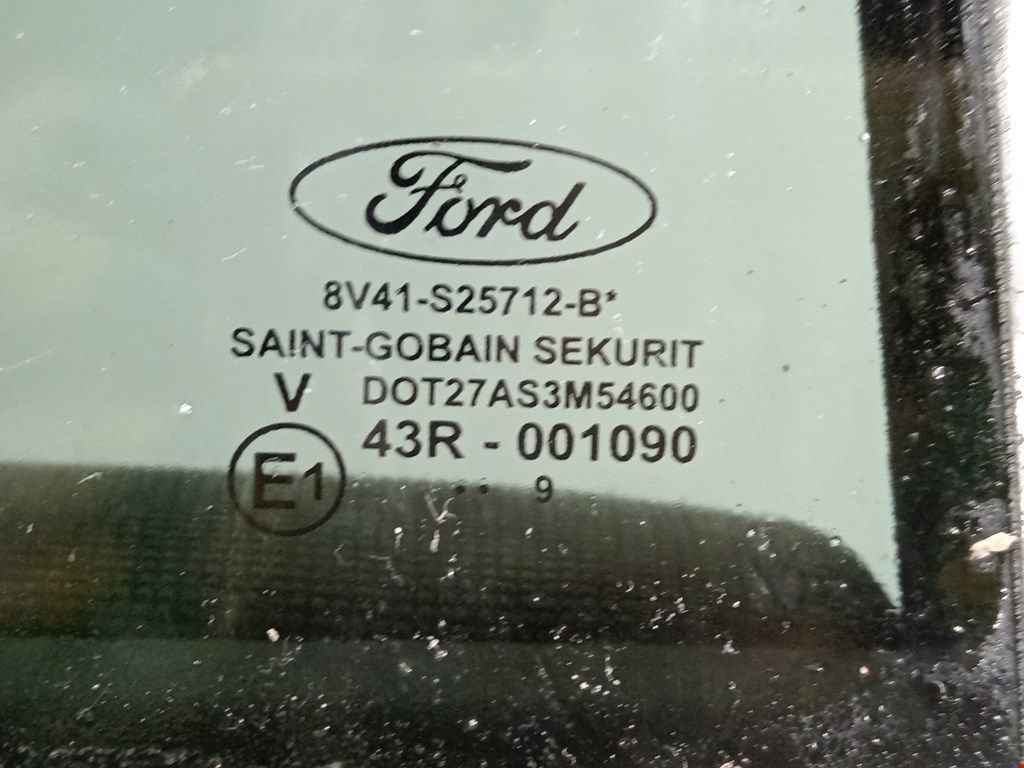 Ford
8V41-S25712-B*
SAINT-GOBAIN SEKURIT
V DOT27AS3M54600
43R - 001090
E1
.. 9